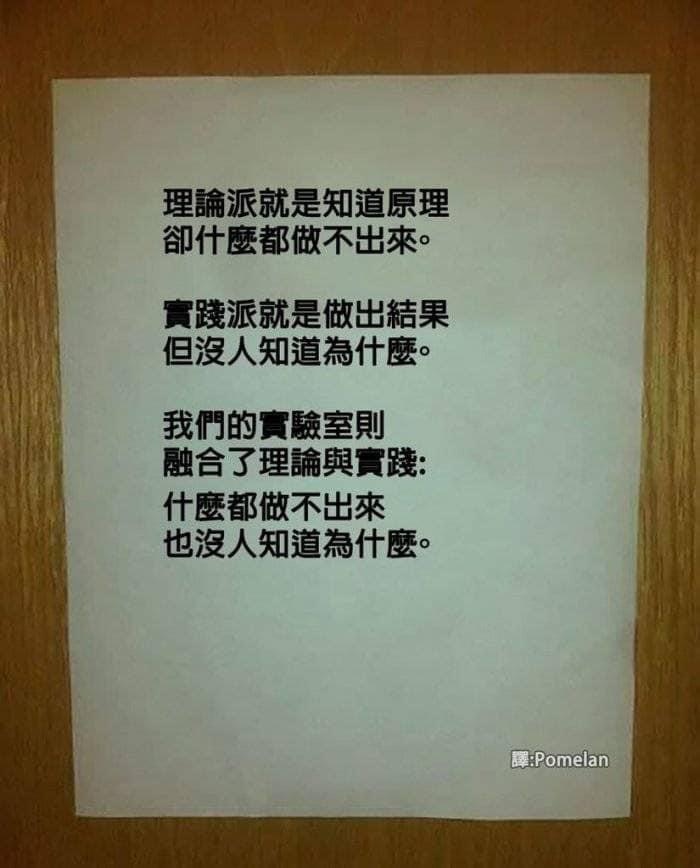 理論派就是知道原理
卻什麼都做不出來。
實踐派就是做出結果
但沒人知道為什麼。
我們的實驗室則
融合了理論與實踐:
什麼都做不出來
也沒人知道為什麼。
譯:Pomelan